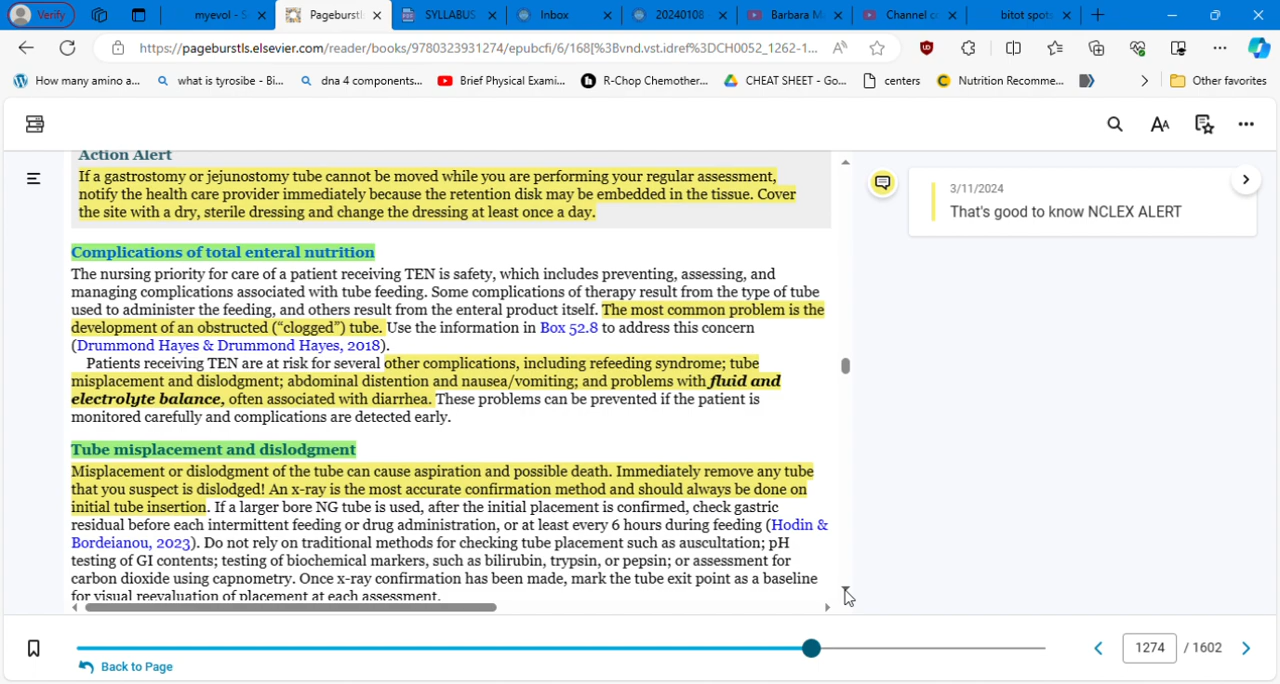 Verify
myevol - S
Pageburstl
SYLLABUS
Inbox
20240108
Barbara M
Channel c
bitot spots
https://pageburstls.elsevier.com/reader/books/9780323931274/epubcfi/6/168[%3Bvnd.vst.idref%3DCH0052_1262-1...
How many amino a...
what is tyrosibe - Bi...
dna 4 components...
Brief Physical Exami...
R-Chop Chemother...
CHEAT SHEET - Go...
centers
Nutrition Recomme...
Other favorites
Action Alert
If a gastrostomy or jejunostomy tube cannot be moved while you are performing your regular assessment,
notify the health care provider immediately because the retention disk may be embedded in the tissue. Cover
the site with a dry, sterile dressing and change the dressing at least once a day.
3/11/2024
That's good to know NCLEX ALERT
Complications of total enteral nutrition
The nursing priority for care of a patient receiving TEN is safety, which includes preventing, assessing, and
managing complications associated with tube feeding. Some complications of therapy result from the type of tube
used to administer the feeding, and others result from the enteral product itself. The most common problem is the
development of an obstructed (“clogged”) tube. Use the information in Box 52.8 to address this concern
(Drummond Hayes & Drummond Hayes, 2018).
Patients receiving TEN are at risk for several other complications, including refeeding syndrome; tube
misplacement and dislodgment; abdominal distention and nausea/vomiting; and problems with fluid and
electrolyte balance, often associated with diarrhea. These problems can be prevented if the patient is
monitored carefully and complications are detected early.
Tube misplacement and dislodgment
Misplacement or dislodgment of the tube can cause aspiration and possible death. Immediately remove any tube
that you suspect is dislodged! An x-ray is the most accurate confirmation method and should always be done on
initial tube insertion. If a larger bore NG tube is used, after the initial placement is confirmed, check gastric
residual before each intermittent feeding or drug administration, or at least every 6 hours during feeding (Hodin &
Bordeianou, 2023). Do not rely on traditional methods for checking tube placement such as auscultation; pH
testing of GI contents; testing of biochemical markers, such as bilirubin, trypsin, or pepsin; or assessment for
carbon dioxide using capnometry. Once x-ray confirmation has been made, mark the tube exit point as a baseline
for visual reevaluation of placement at each assessment.
1274 / 1602
Back to Page